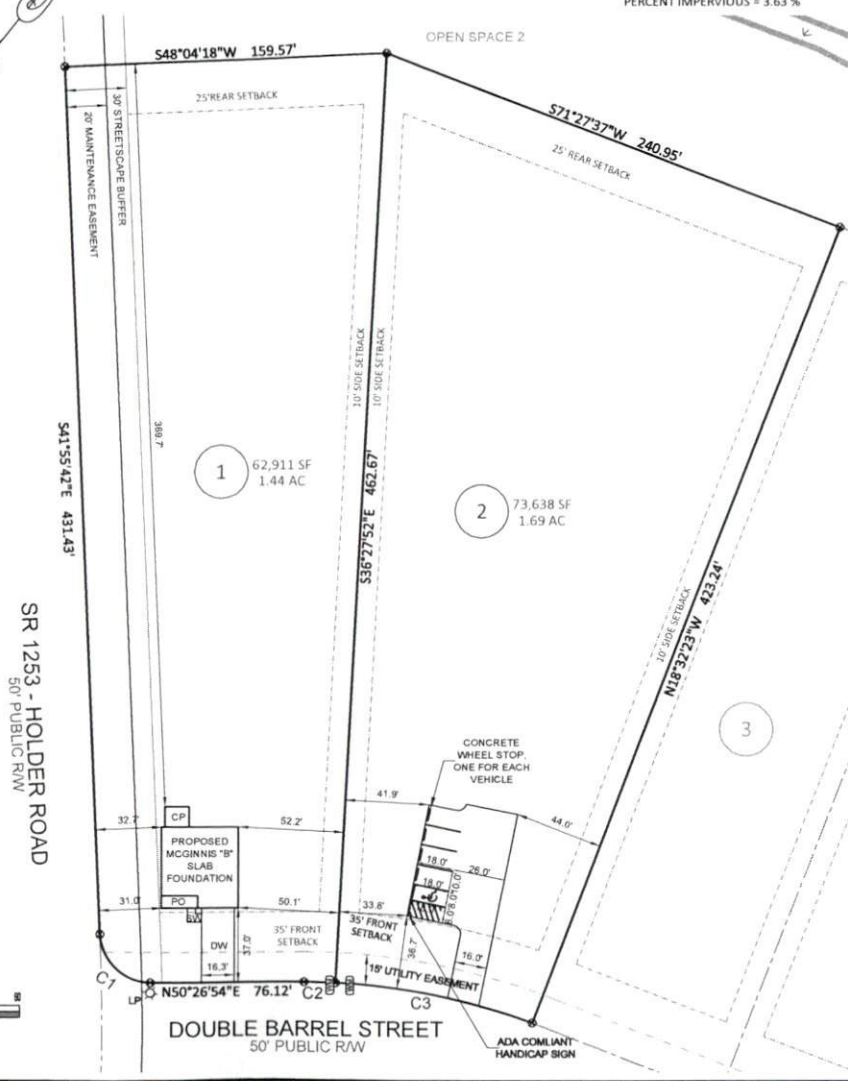 PERCENT IMPERVIOUS = 3.63 %
S48°04'18"W 159.57'
OPEN SPACE 2
25'REAR SETBACK
S71°27'37"W 240.95'
25' REAR SETBACK
20' MAINTENANCE EASEMENT
30' STREETSCAPE BUFFER
S41°55'42"E 431.43'
369.7'
10' SIDE SETBACK
10' SIDE SETBACK
S36°27'52"E 462.67'
1
62,911 SF
1.44 AC
2
73,638 SF
1.69 AC
10' SIDE SETBACK
N18°32'23"W 423.24'
3
SR 1253 - HOLDER ROAD
50' PUBLIC R/W
CONCRETE
WHEEL STOP.
ONE FOR EACH
VEHICLE
41.9'
44.0'
32.7'
CP
52.2'
PROPOSED
MCGINNIS "B"
SLAB
FOUNDATION
18.0'
18.0'
26.0'
8.0'
8.0'
10.0'
31.0'
PO
50.1'
33.8'
SW
35' FRONT
SETBACK
35' FRONT
SETBACK
DW
37.0'
16.3'
36.7'
16.0'
15' UTILITY EASEMENT
C1
LP
N50°26'54"E 76.12'
C2
C3
DOUBLE BARREL STREET
50' PUBLIC R/W
ADA COMLIANT
HANDICAP SIGN